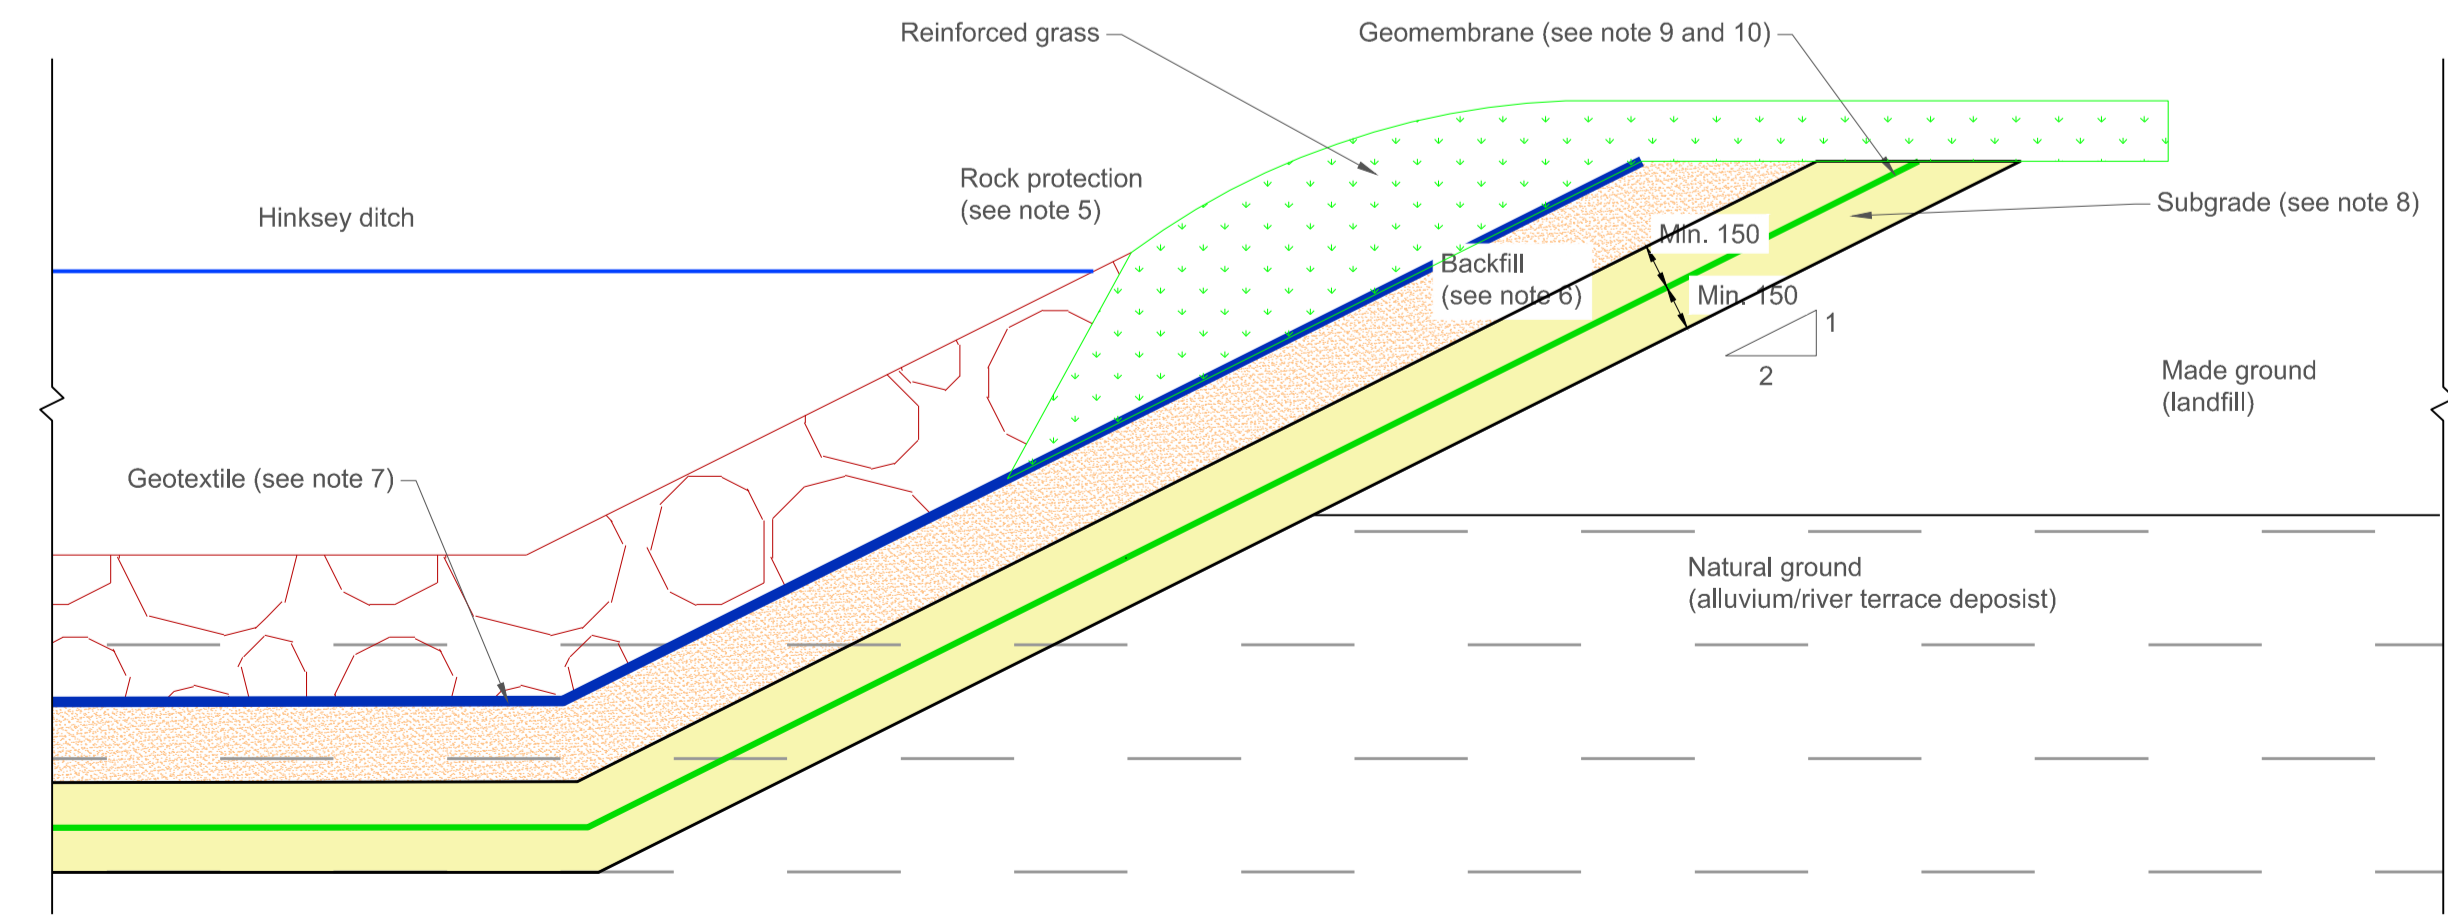 Reinforced grass
Geomembrane (see note 9 and 10)
Rock protection
(see note 5)
Hinksey ditch
Subgrade (see note 8)
Min. 150
Backfill
(see note 6)
Min. 150
1
2
Made ground
(landfill)
Geotextile (see note 7)
Natural ground
(alluvium/river terrace deposist)